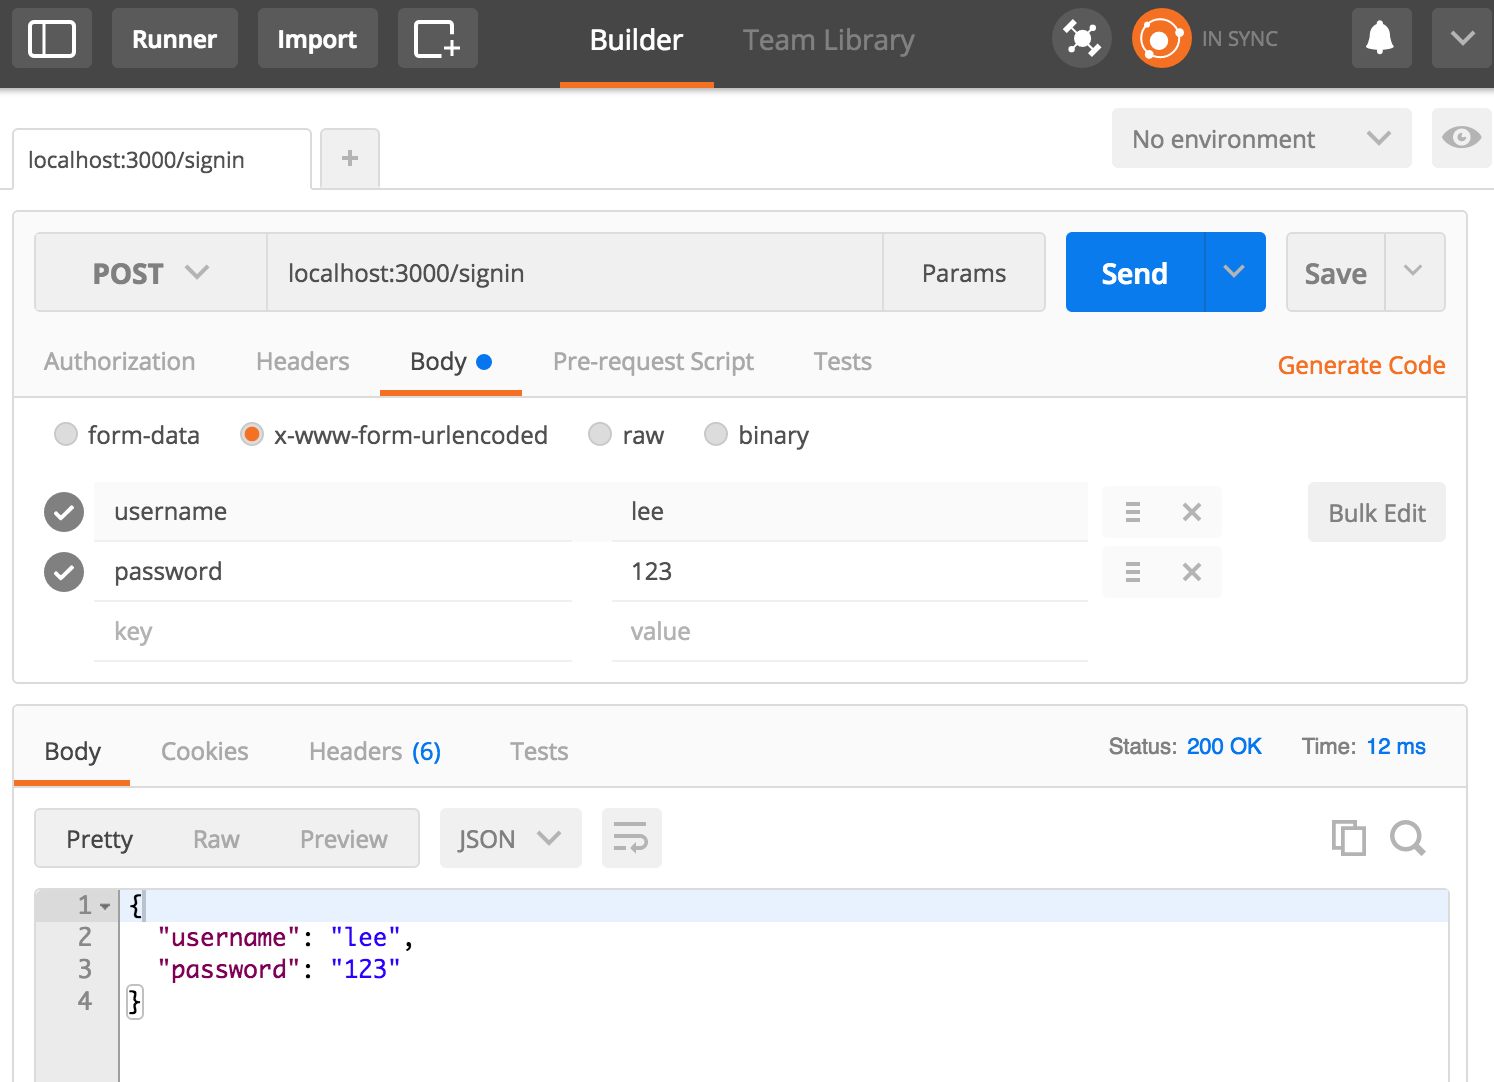 Runner Import Builder Team Library IN SYNC
No environment
localhost:3000/signin +
POST localhost:3000/signin Params Send Save
Authorization Headers Body Pre-request Script Tests Generate Code
form-data x-www-form-urlencoded raw binary
username lee Bulk Edit
password 123
key value
Body Cookies Headers (6) Tests Status: 200 OK Time: 12 ms
Pretty Raw Preview JSON
1 {
2 "username": "lee",
3 "password": "123"
4 }